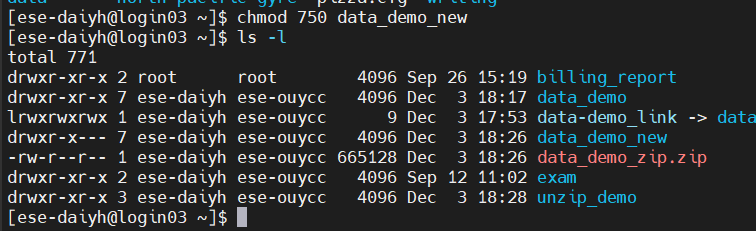 [ese-daiyh@login03 ~]$ chmod 750 data_demo_new
[ese-daiyh@login03 ~]$ ls -l
total 771
drwxr-xr-x 2 root      root        4096 Sep 26 15:19 billing_report
drwxr-xr-x 7 ese-daiyh ese-ouycc   4096 Dec  3 18:17 data_demo
lrwxrwxrwx 1 ese-daiyh ese-ouycc      9 Dec  3 17:53 data-demo_link -> data
drwxr-x--- 7 ese-daiyh ese-ouycc   4096 Dec  3 18:26 data_demo_new
-rw-r--r-- 1 ese-daiyh ese-ouycc 665128 Dec  3 18:26 data_demo_zip.zip
drwxr-xr-x 2 ese-daiyh ese-ouycc   4096 Sep 12 11:02 exam
drwxr-xr-x 3 ese-daiyh ese-ouycc   4096 Dec  3 18:28 unzip_demo
[ese-daiyh@login03 ~]$